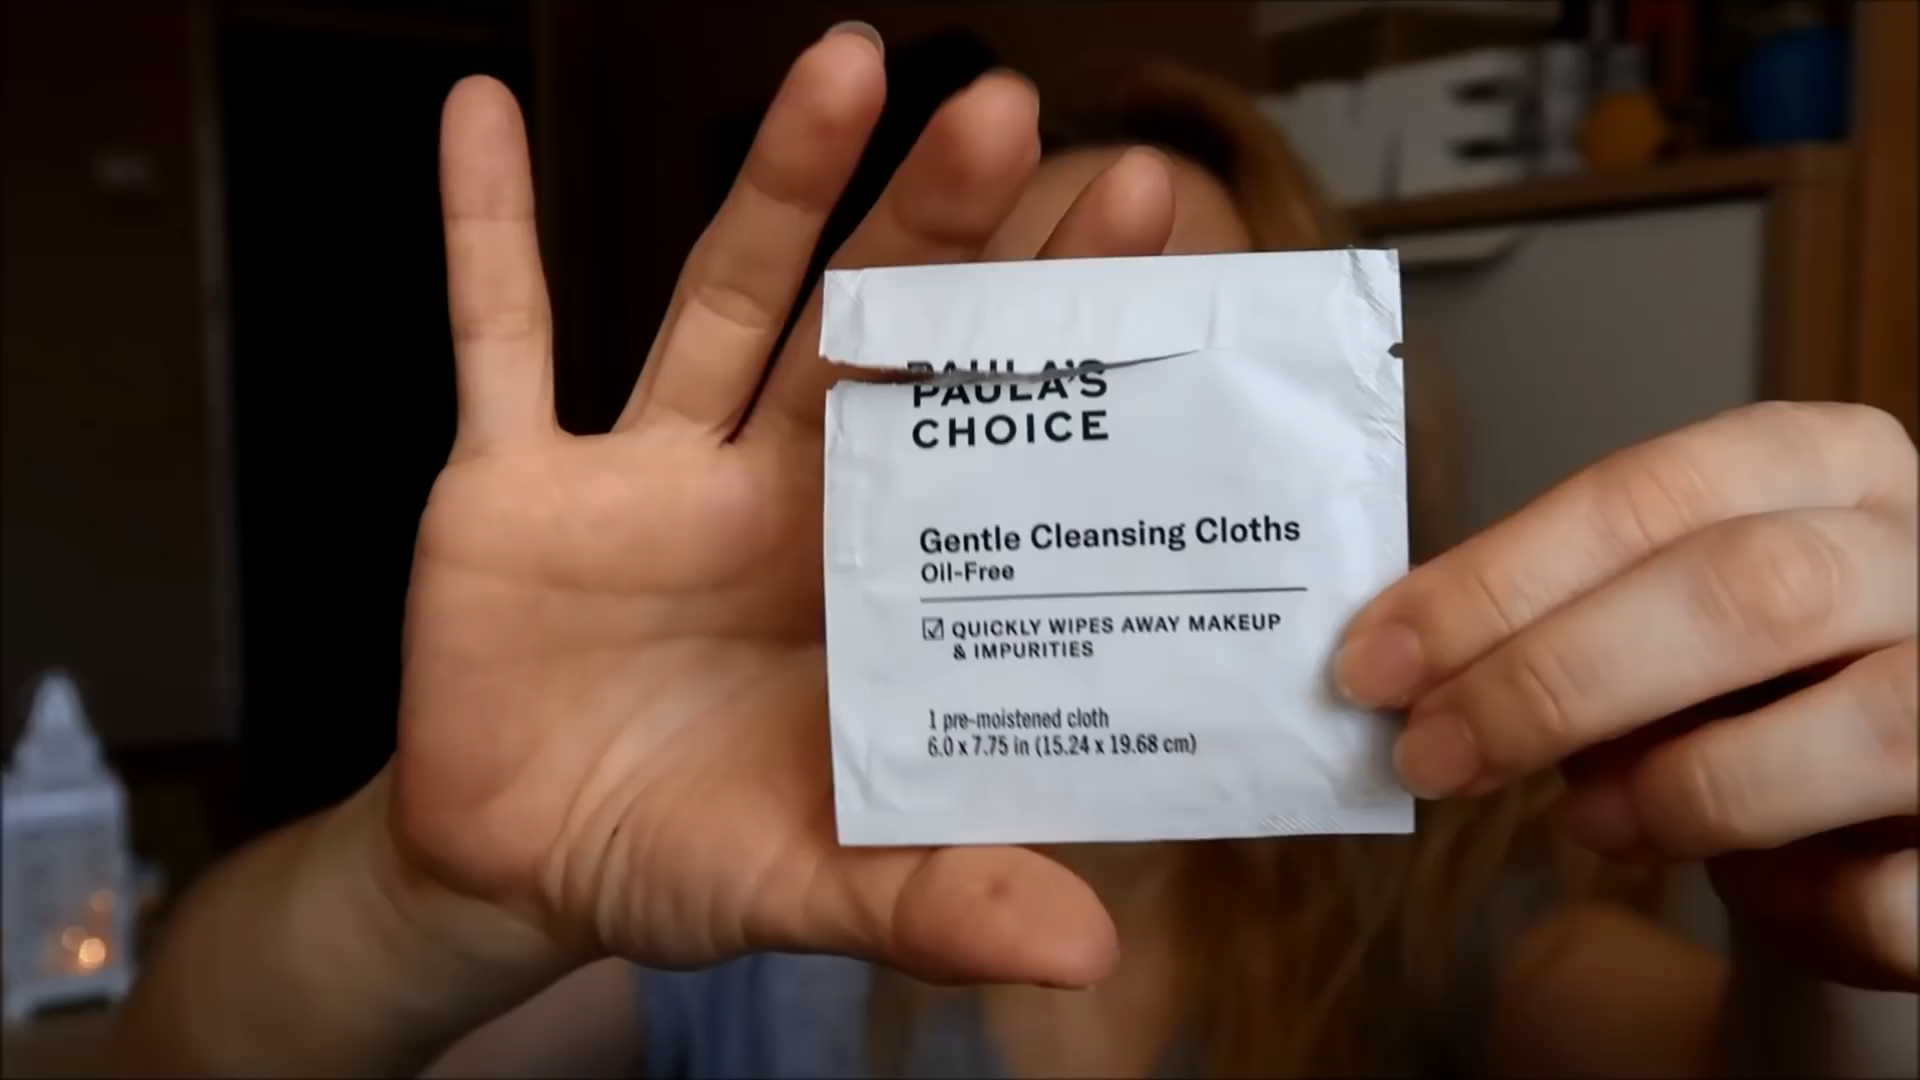 PAULA'S
CHOICE
Gentle Cleansing Cloths
Oil-Free
QUICKLY WIPES AWAY MAKEUP
& IMPURITIES
1 pre-moistened cloth
6.0 x 7.75 in (15.24 x 19.68 cm)